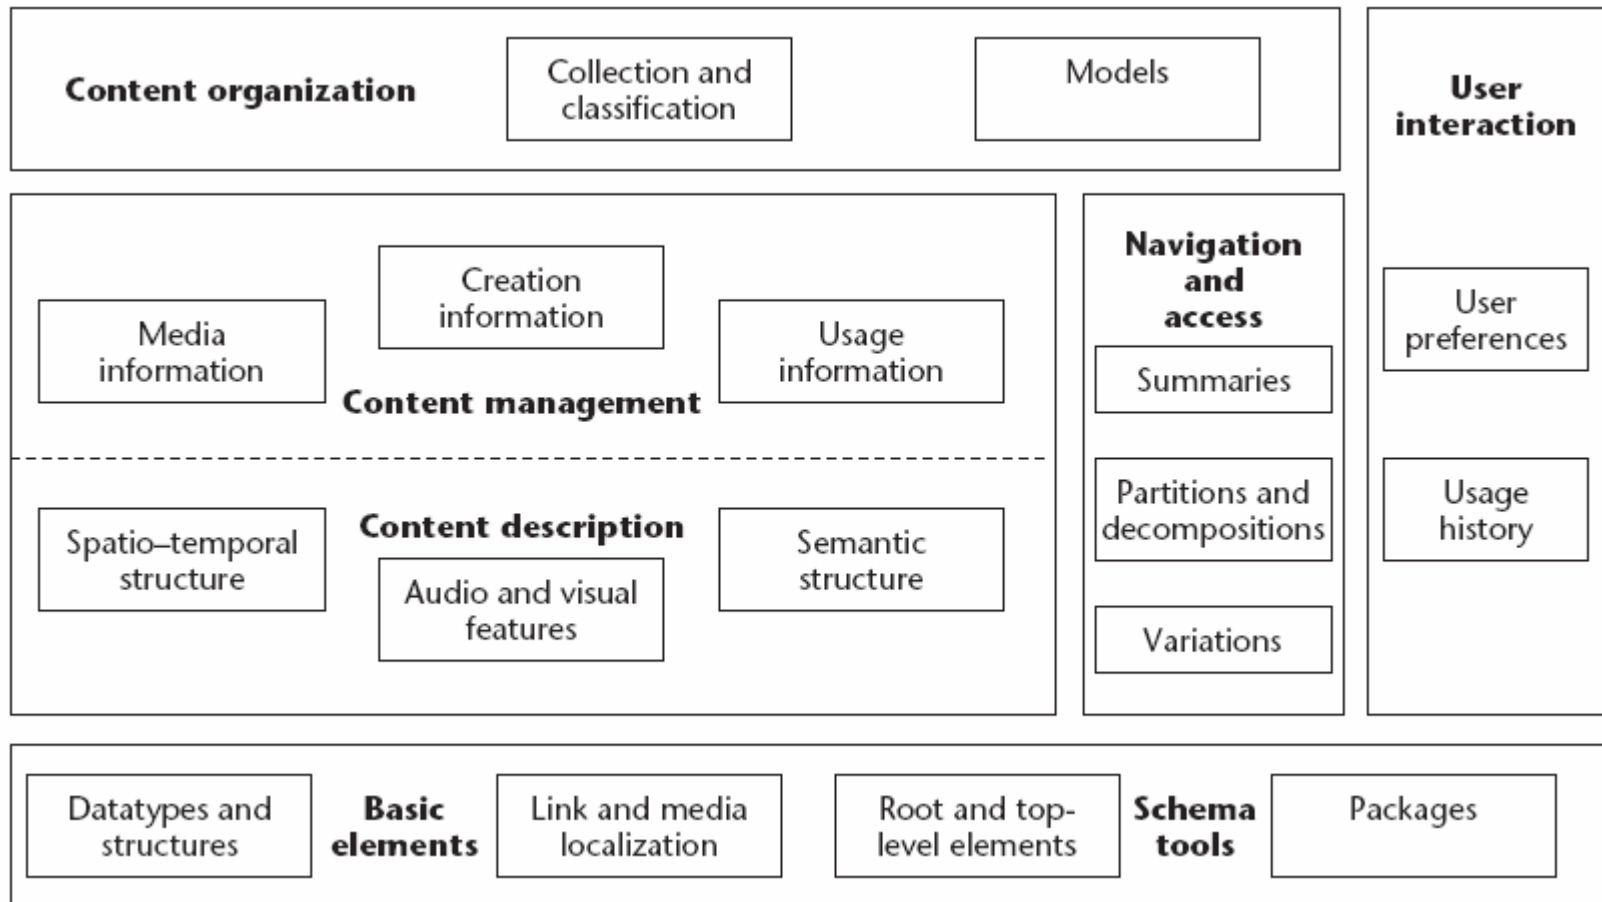 Content organization
Collection and
classification
Models
User
interaction
User
preferences
Usage
history
Media
information
Creation
information
Usage
information
Content management
Content description
Spatio–temporal
structure
Audio and visual
features
Semantic
structure
Navigation
and
access
Summaries
Partitions and
decompositions
Variations
Datatypes and
structures
Basic
elements
Link and media
localization
Root and top-
level elements
Schema
tools
Packages